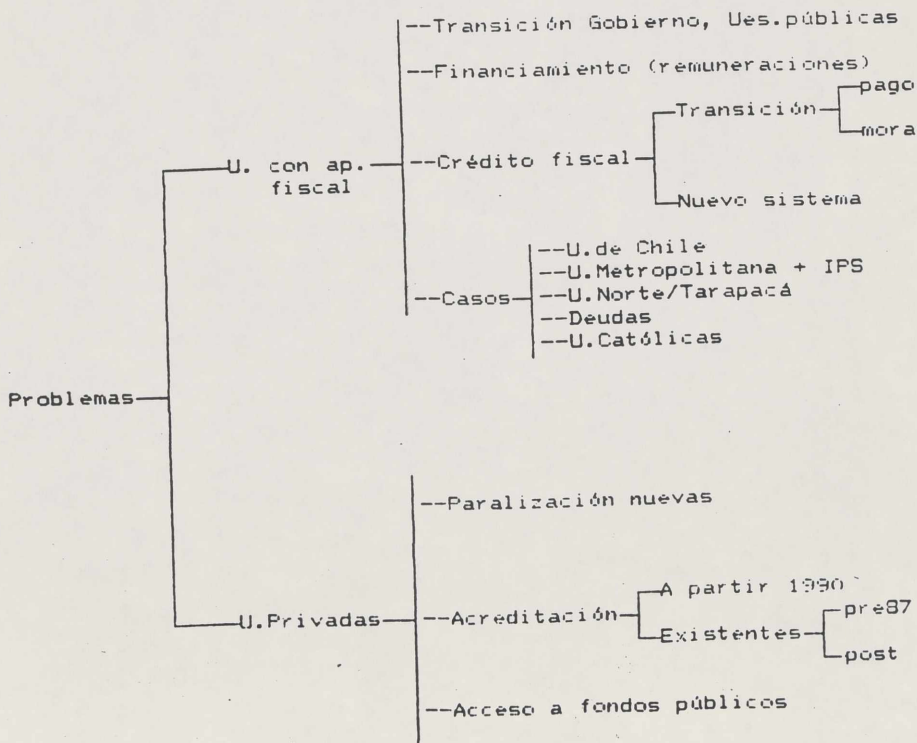 --Transición Gobierno, Ues.públicas
--Financiamiento (remuneraciones)
pago
Transición
mora
U. con ap.
fiscal
--Crédito fiscal
Nuevo sistema
--U.de Chile
--U.Metropolitana + IPS
--U.Norte/Tarapacá
--Casos
--Deudas
--U.Católicas
Problemas
--Paralización nuevas
A partir 1990
pre87
U.Privadas
--Acreditación
Existentes
post
--Acceso a fondos públicos